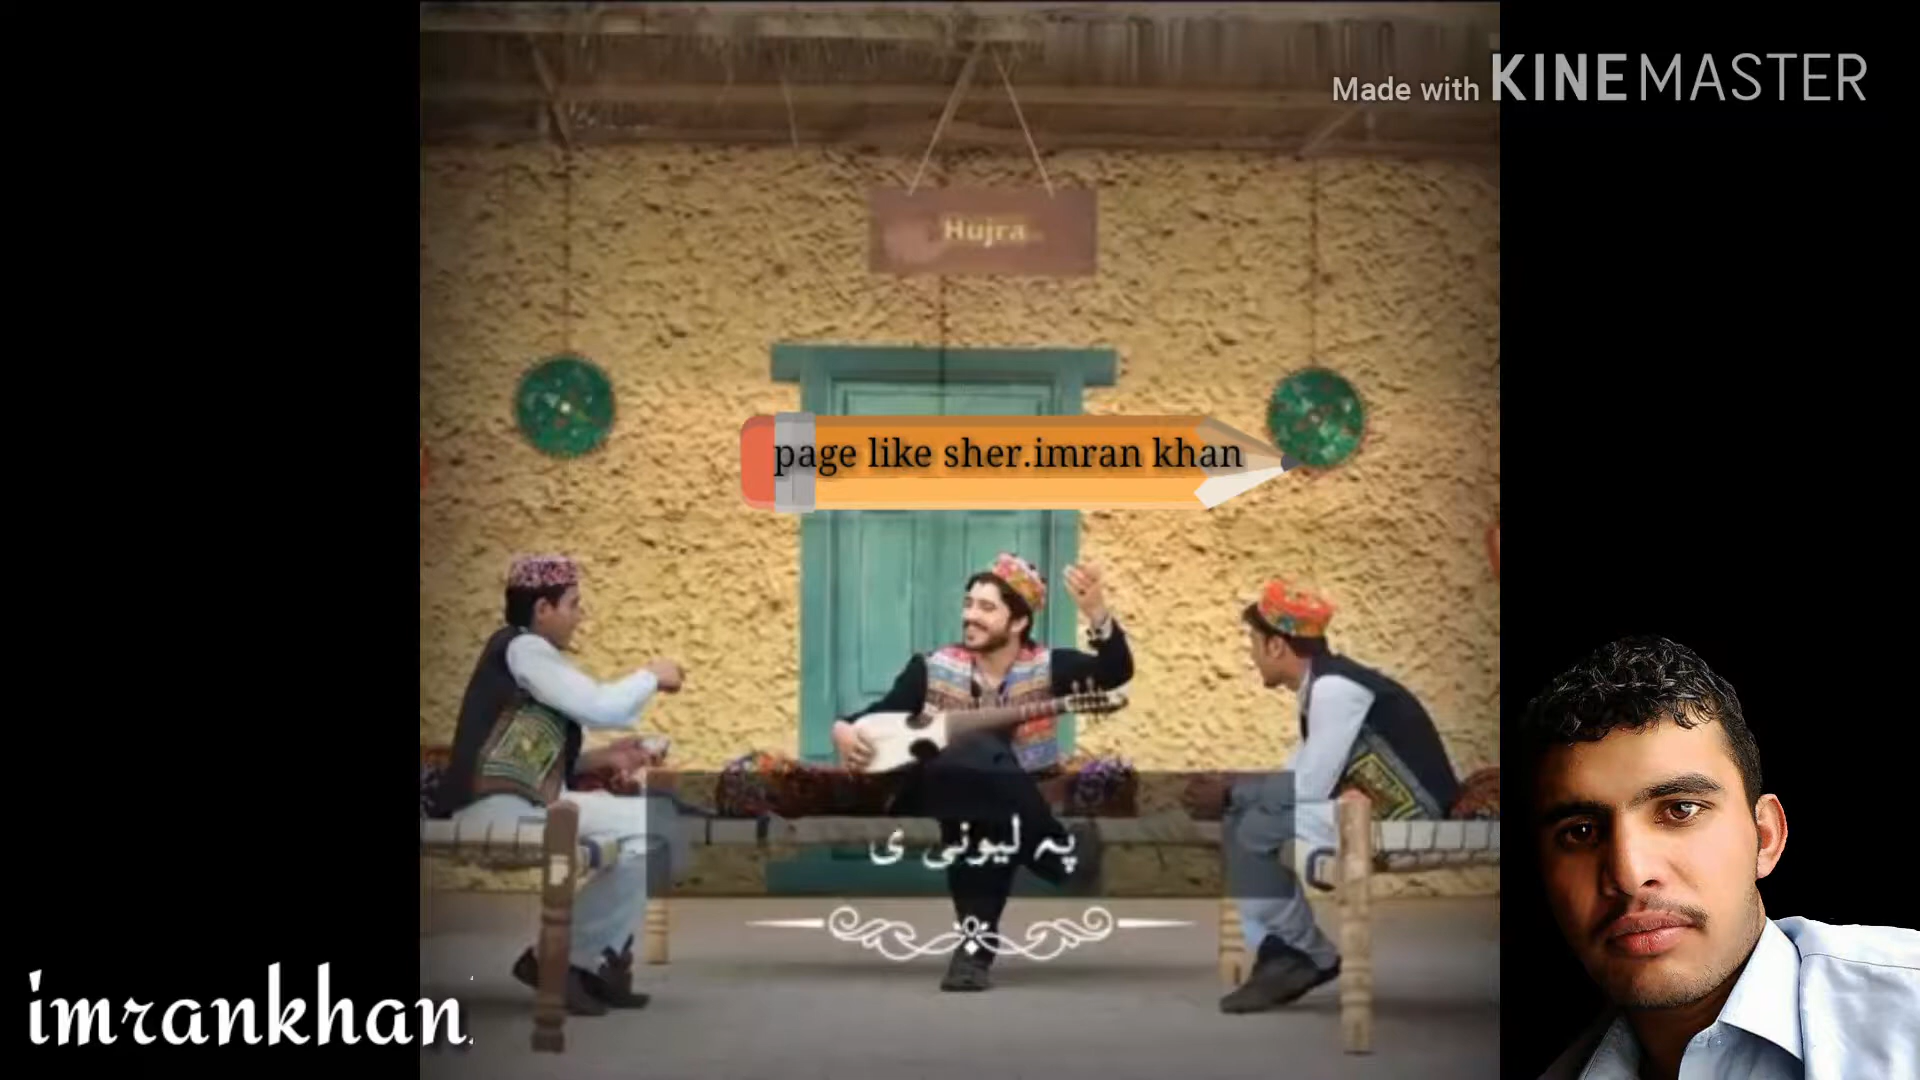 Made with KINEMASTER
Hujra
page like sher.imran khan
په لیونی ی
imrankhan.